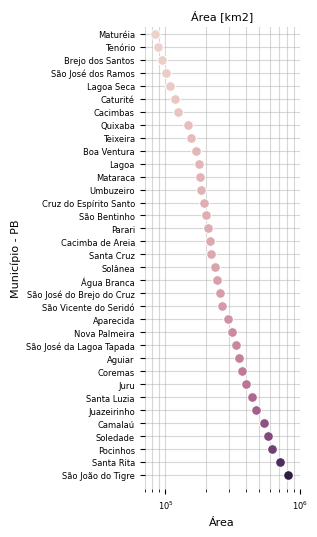 Área [km2]
Maturéia
Tenório
Brejo dos Santos
São José dos Ramos
Lagoa Seca
Caturité
Cacimbas
Quixaba
Teixeira
Boa Ventura
Lagoa
Mataraca
Umbuzeiro
Cruz do Espírito Santo
São Bentinho
Parari
Cacimba de Areia
Santa Cruz
Solânea
Água Branca
São José do Brejo do Cruz
São Vicente do Seridó
Aparecida
Nova Palmeira
São José da Lagoa Tapada
Aguiar
Coremas
Juru
Santa Luzia
Juazeirinho
Camalaú
Soledade
Pocinhos
Santa Rita
São João do Tigre
Município - PB
10⁵ 10⁶
Área